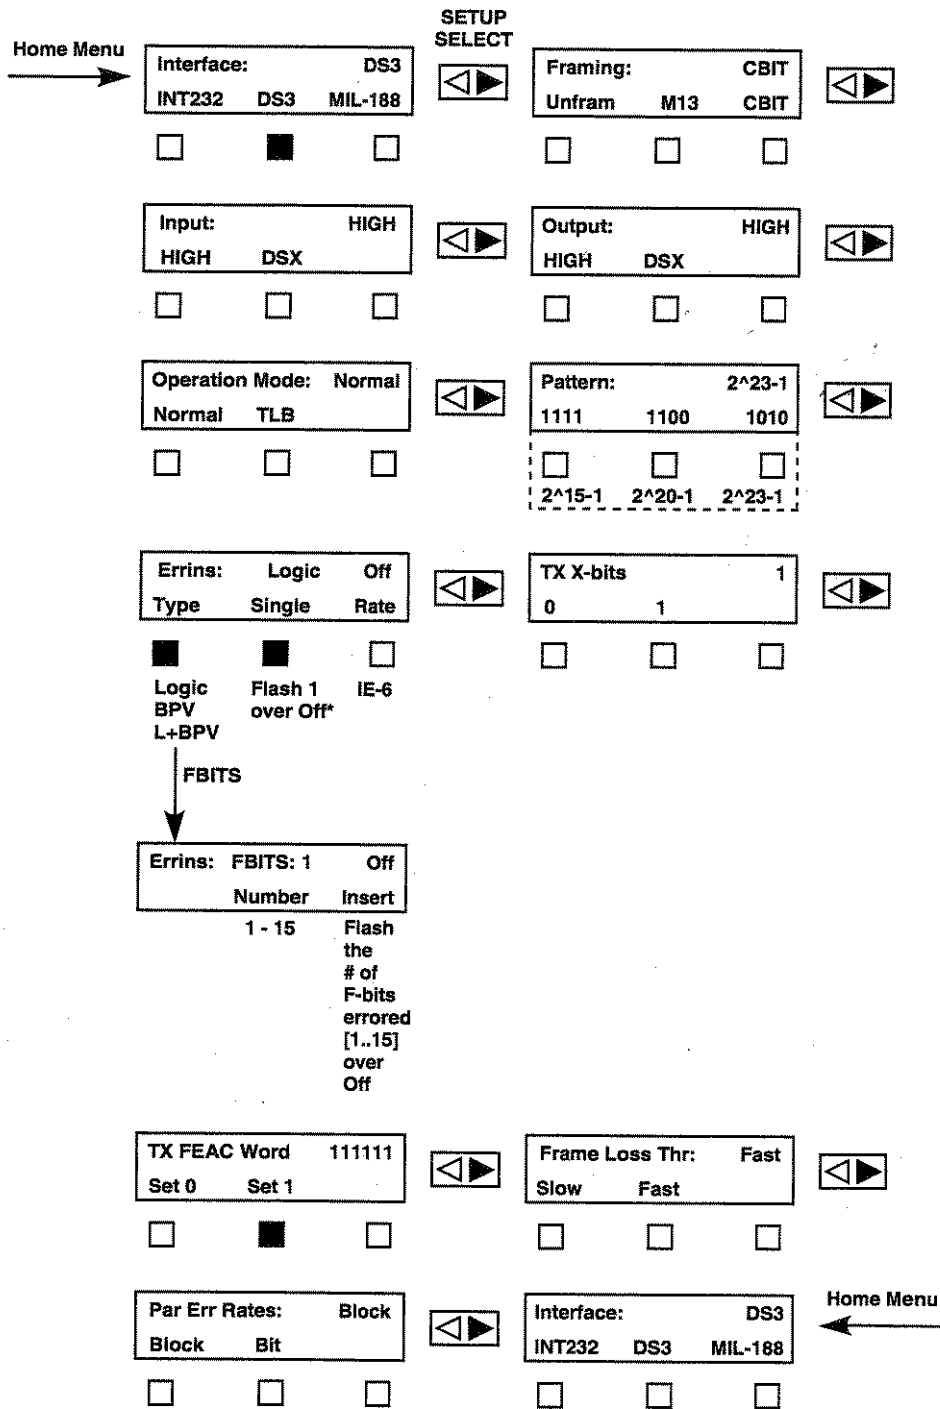 SETUP
SELECT
Home Menu
Interface: DS3
INT232 DS3 MIL-188
Framing: CBIT
Unfram M13 CBIT
Input: HIGH
HIGH DSX
Output: HIGH
HIGH DSX
Operation Mode: Normal
Normal TLB
Pattern: 2^23-1
1111 1100 1010
2^15-1 2^20-1 2^23-1
Errins: Logic Off
Type Single Rate
Logic
BPV
L+BPV
Flash 1
over Off*
IE-6
TX X-bits 1
0 1
FBITS
Errins: FBITS: 1 Off
Number Insert
1 - 15
Flash
the
# of
F-bits
errored
[1..15]
over
Off
TX FEAC Word 111111
Set 0 Set 1
Frame Loss Thr: Fast
Slow Fast
Par Err Rates: Block
Block Bit
Interface: DS3
INT232 DS3 MIL-188
Home Menu